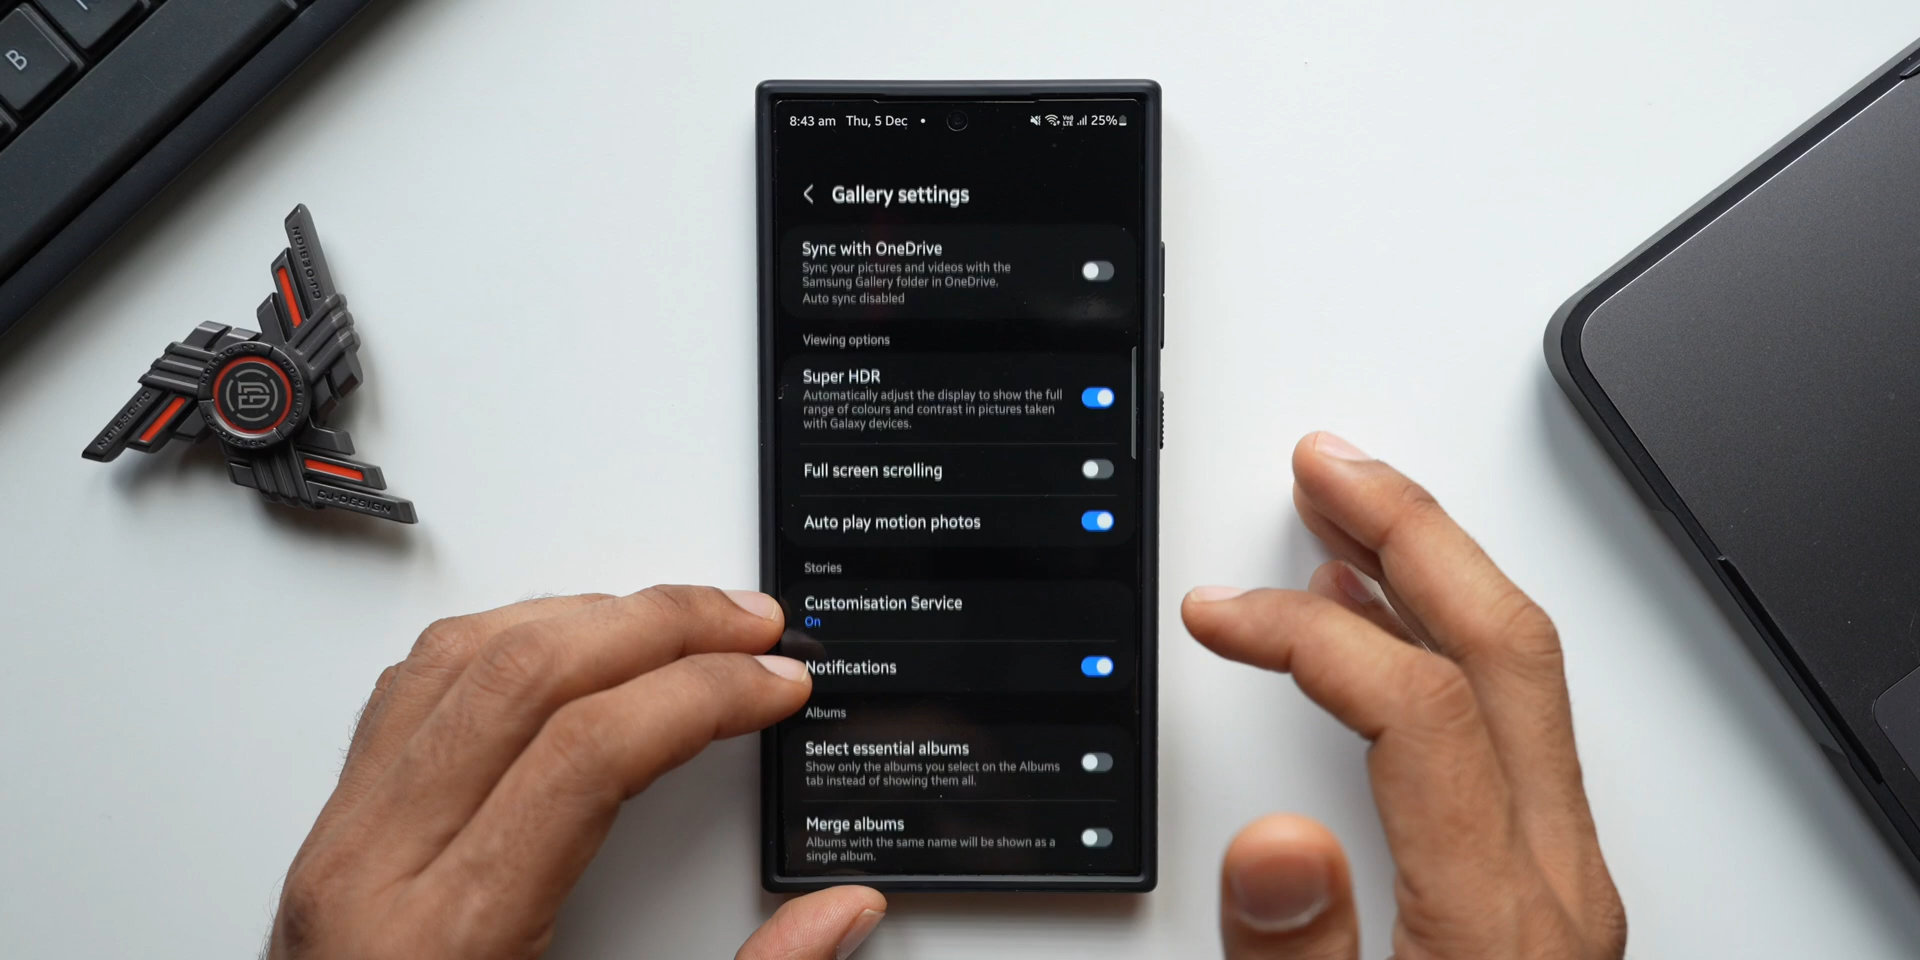 B
8:43 am Thu, 5 Dec
25%
Gallery settings
Sync with OneDrive
Sync your pictures and videos with the
Samsung Gallery folder in OneDrive.
Auto sync disabled
Viewing options
Super HDR
Automatically adjust the display to show the full
range of colours and contrast in pictures taken
with Galaxy devices.
Full screen scrolling
Auto play motion photos
Stories
Customisation Service
On
Notifications
Albums
Select essential albums
Show only the albums you select on the Albums
tab instead of showing them all.
Merge albums
Albums with the same name will be shown as a
single album.
CJ-DESIGN
CJ-DESIGN